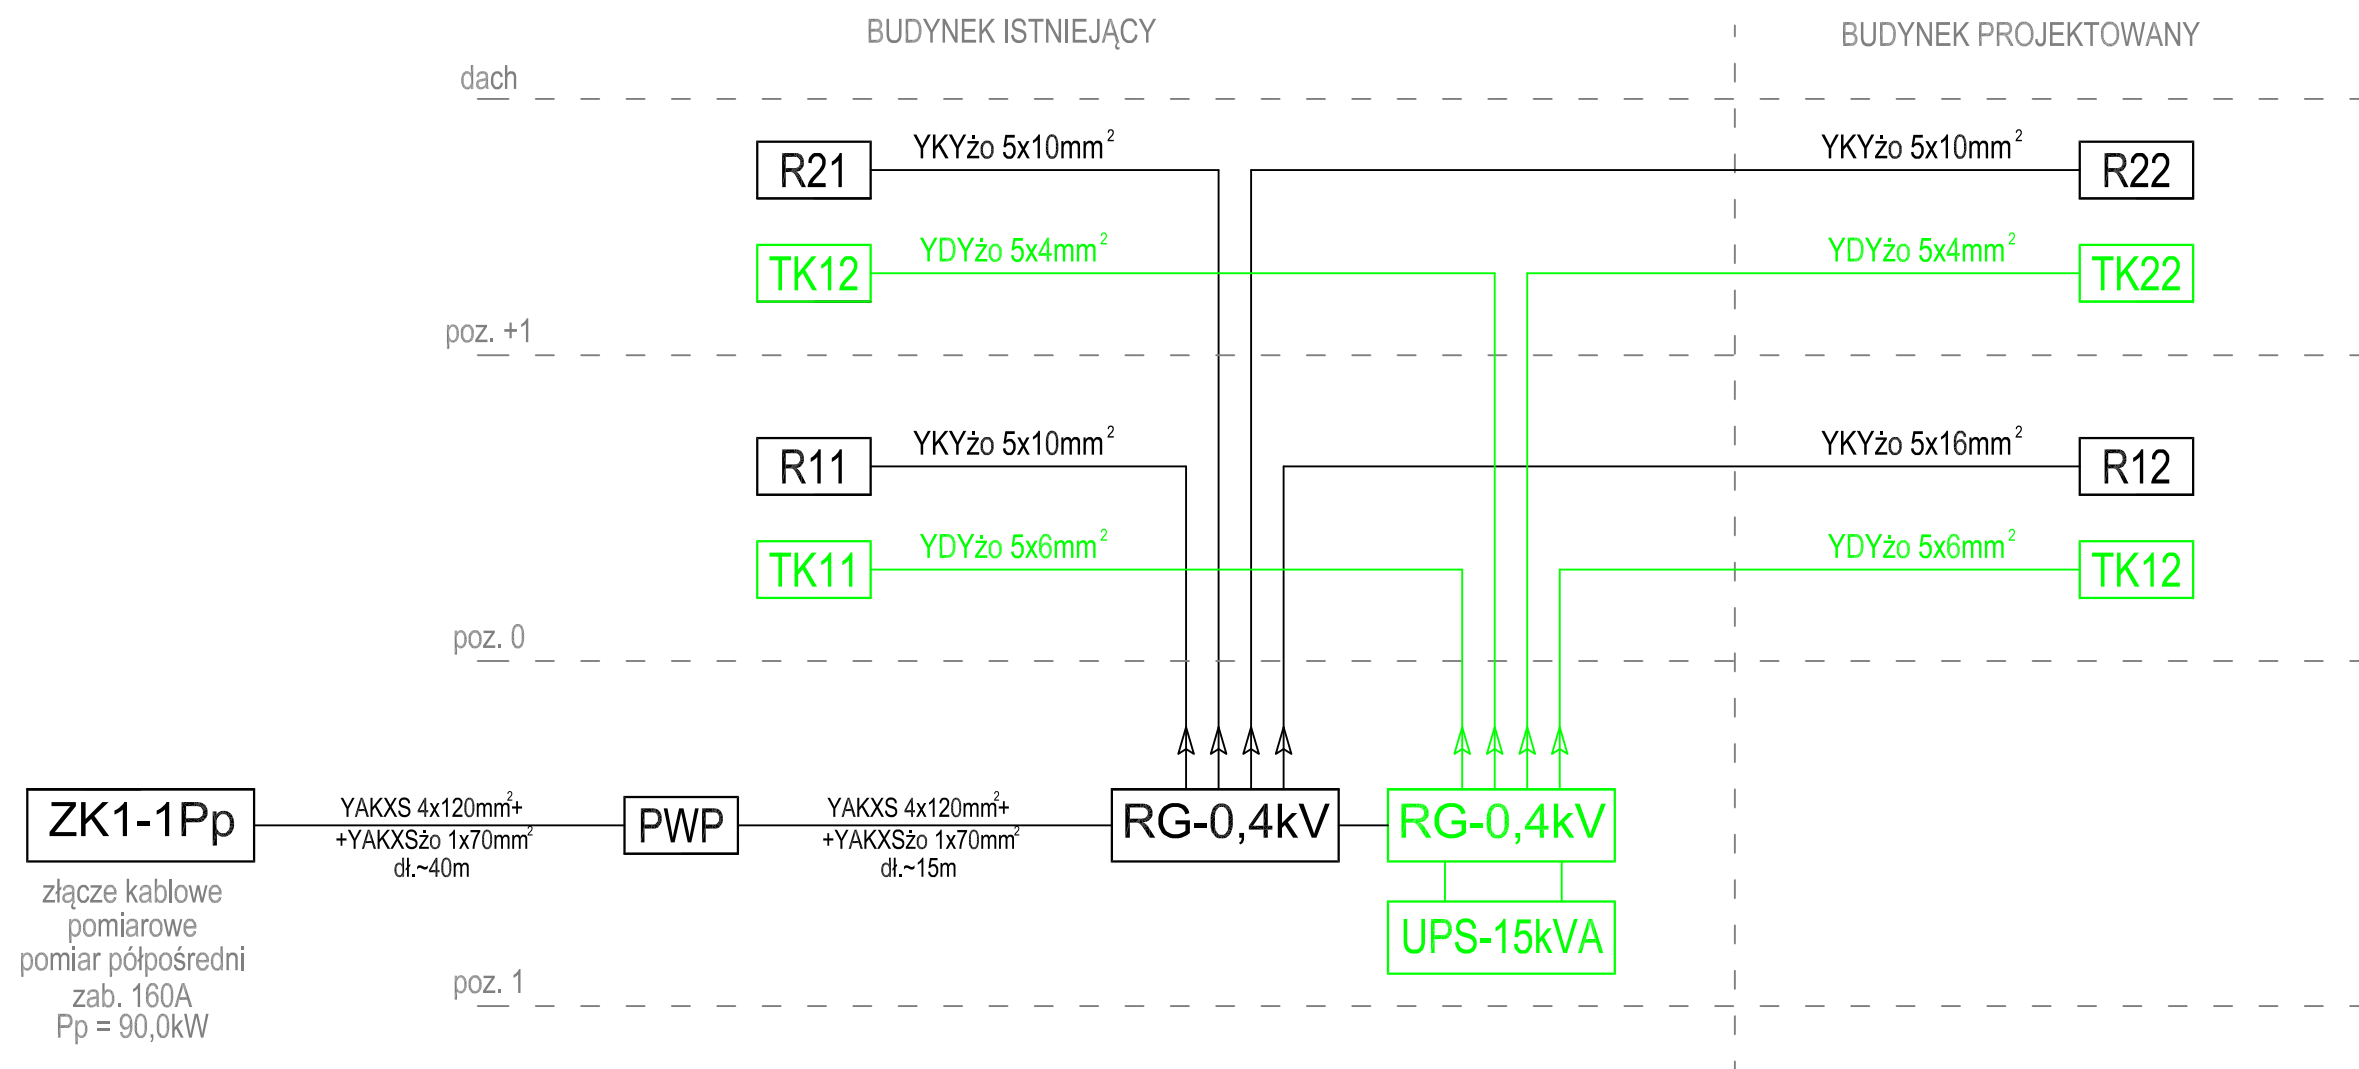 BUDYNEK ISTNIEJĄCY
BUDYNEK PROJEKTOWANY
dach
YKYżo 5x10mm²
YKYżo 5x10mm²
R21
R22
YDYżo 5x4mm²
YDYżo 5x4mm²
TK12
TK22
poz. +1
YKYżo 5x10mm²
YKYżo 5x16mm²
R11
R12
YDYżo 5x6mm²
YDYżo 5x6mm²
TK11
TK12
poz. 0
ZK1-1Pp
YAKXS 4x120mm²+
+YAKXSżo 1x70mm²
dł.~40m
PWP
YAKXS 4x120mm²+
+YAKXSżo 1x70mm²
dł.~15m
RG-0,4kV
RG-0,4kV
UPS-15kVA
złącze kablowe
pomiarowe
pomiar półpośredni
zab. 160A
Pp = 90,0kW
poz. 1